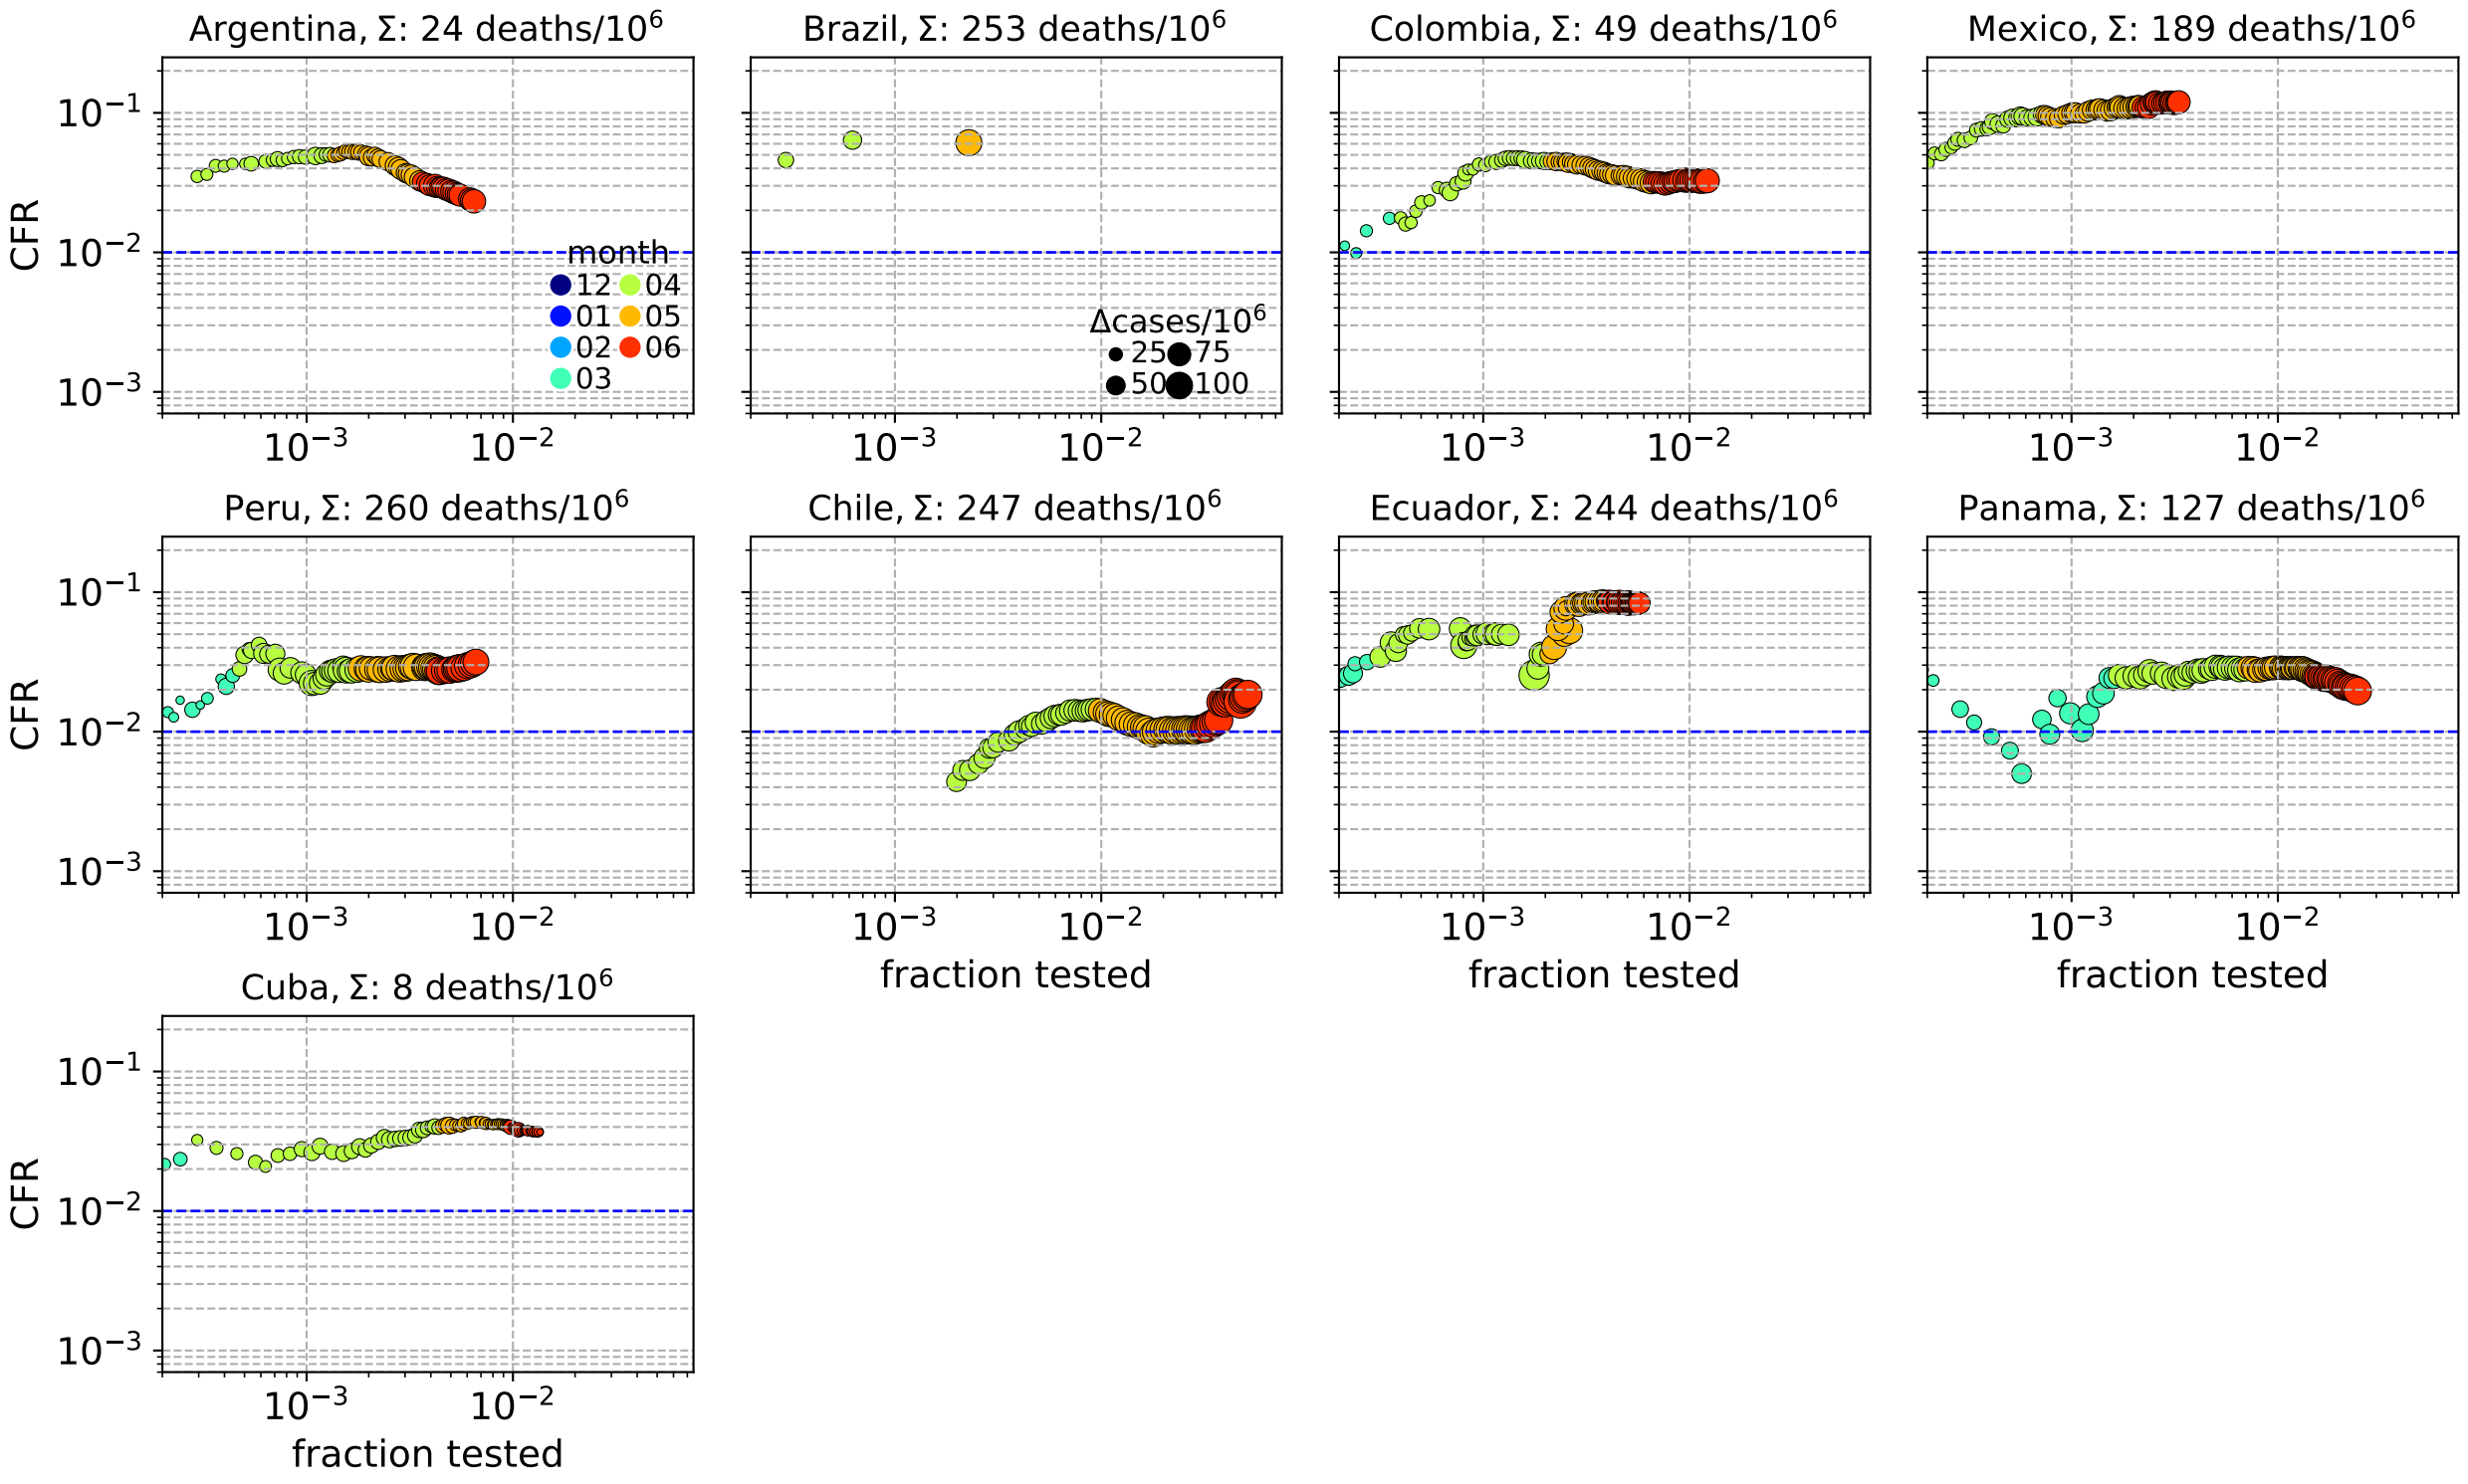 Argentina, Σ: 24 deaths/10⁶
Brazil, Σ: 253 deaths/10⁶
Colombia, Σ: 49 deaths/10⁶
Mexico, Σ: 189 deaths/10⁶
CFR
10⁻¹
10⁻²
10⁻³
month
12 04
01 05
02 06
03
Δcases/10⁶
25 75
50 100
10⁻³ 10⁻²
10⁻³ 10⁻²
10⁻³ 10⁻²
10⁻³ 10⁻²
Peru, Σ: 260 deaths/10⁶
Chile, Σ: 247 deaths/10⁶
Ecuador, Σ: 244 deaths/10⁶
Panama, Σ: 127 deaths/10⁶
CFR
10⁻¹
10⁻²
10⁻³
10⁻³ 10⁻²
10⁻³ 10⁻²
10⁻³ 10⁻²
10⁻³ 10⁻²
fraction tested
fraction tested
fraction tested
Cuba, Σ: 8 deaths/10⁶
CFR
10⁻¹
10⁻²
10⁻³
10⁻³ 10⁻²
fraction tested